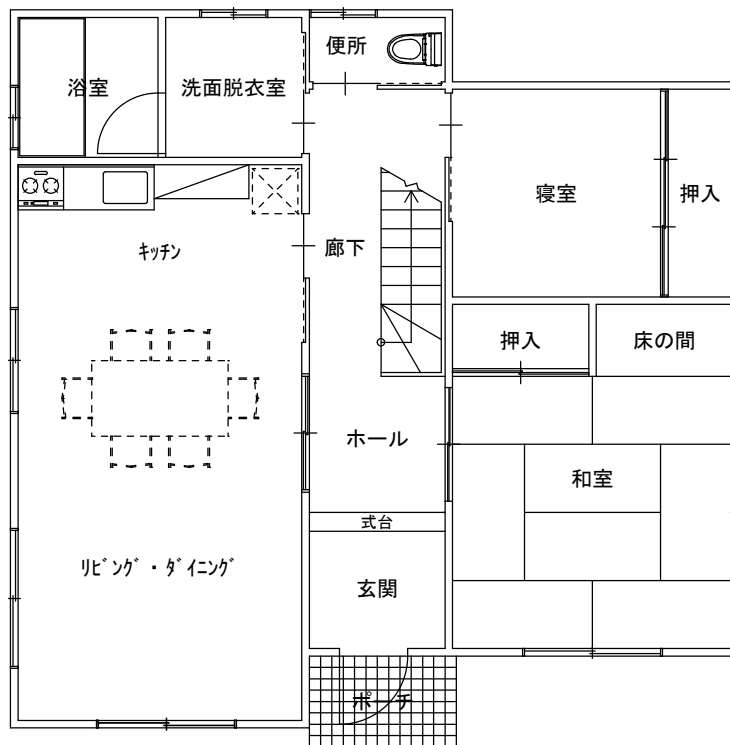 便所
浴室
洗面脱衣室
寝室
押入
ｷｯﾁﾝ
廊下
押入
床の間
ホール
和室
式台
ﾘﾋﾞﾝｸﾞ・ﾀﾞｲﾆﾝｸﾞ
玄関
ポーチ